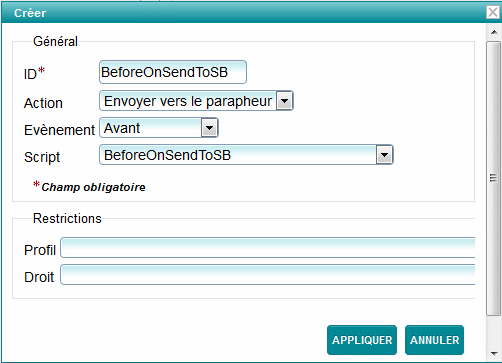 Créer
Général
ID* BeforeOnSendToSB
Action Envoyer vers le parapheur
Evènement Avant
Script BeforeOnSendToSB
*Champ obligatoire
Restrictions
Profil
Droit
APPLIQUER ANNULER